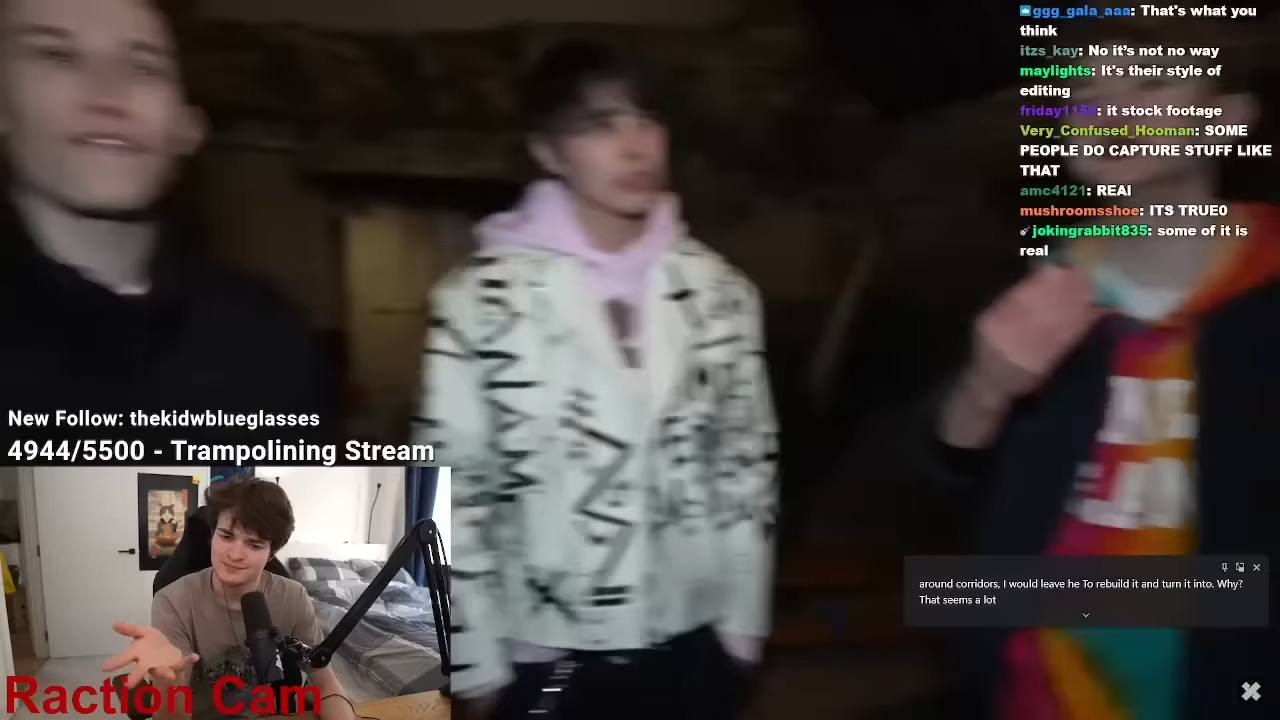 ggg_gala_aaa: That's what you
think
itzs_kay: No it's not no way
maylights: It's their style of
editing
: it stock footage
Very_Confused_Hooman: SOME
PEOPLE DO CAPTURE STUFF LIKE
THAT
amc4121: REAl
mushroomsshoe: ITS TRUE0
jokingrabbit835: some of it is
real
New Follow: thekidwblueglasses
4944/5500 - Trampolining Stream
around corridors, I would leave he To rebuild it and turn it into. Why?
That seems a lot
Raction Cam